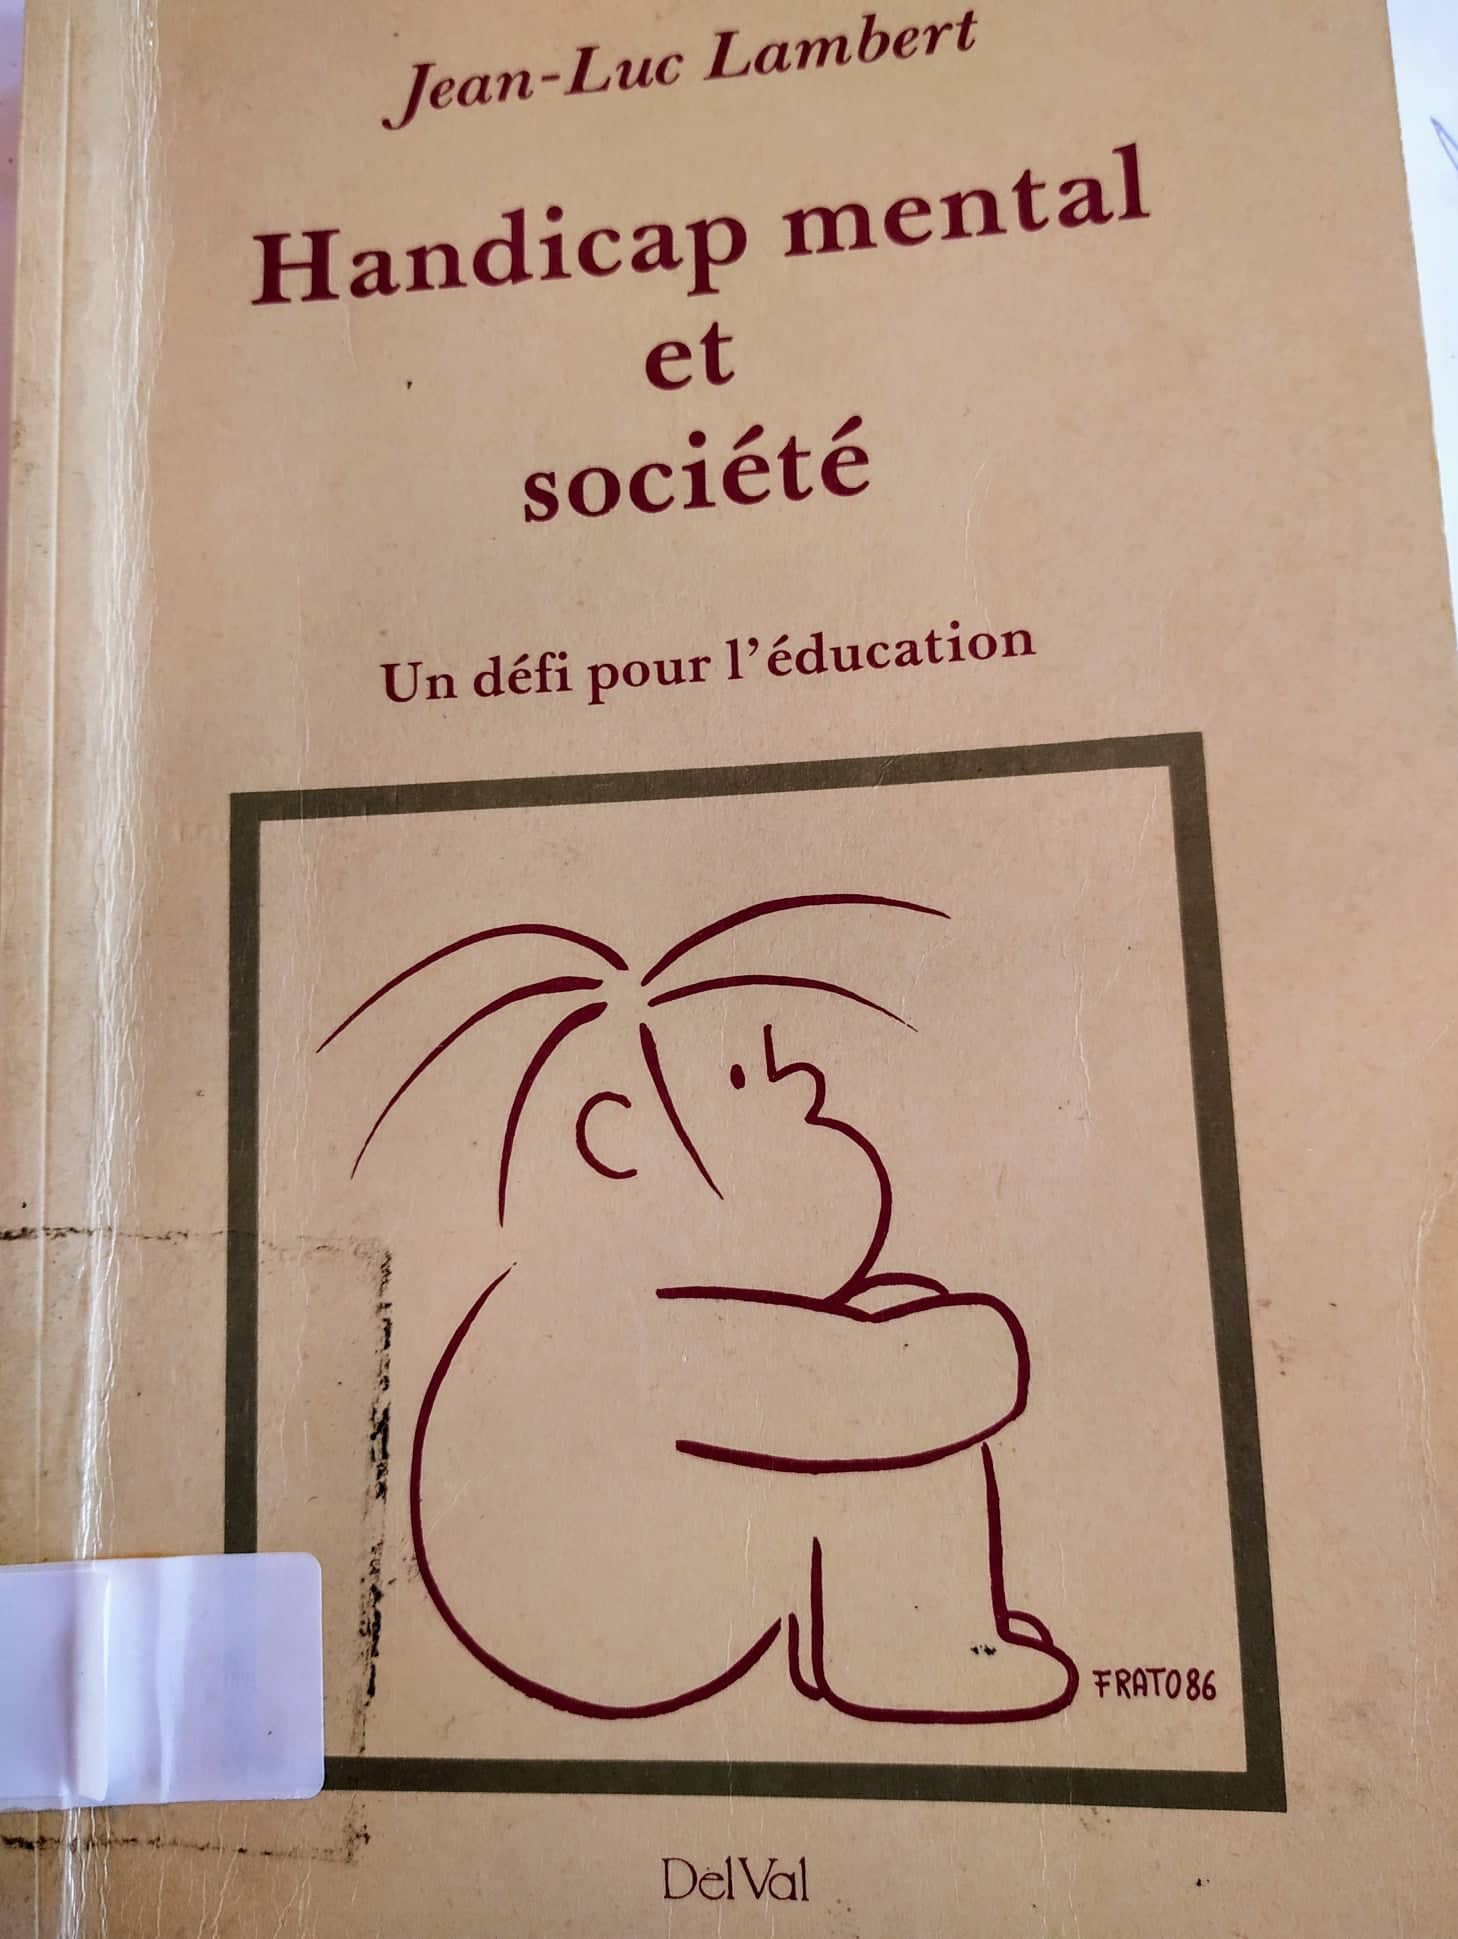 Jean-Luc Lambert
Handicap mental
et
société
Un défi pour l'éducation
FRATO86
DelVal